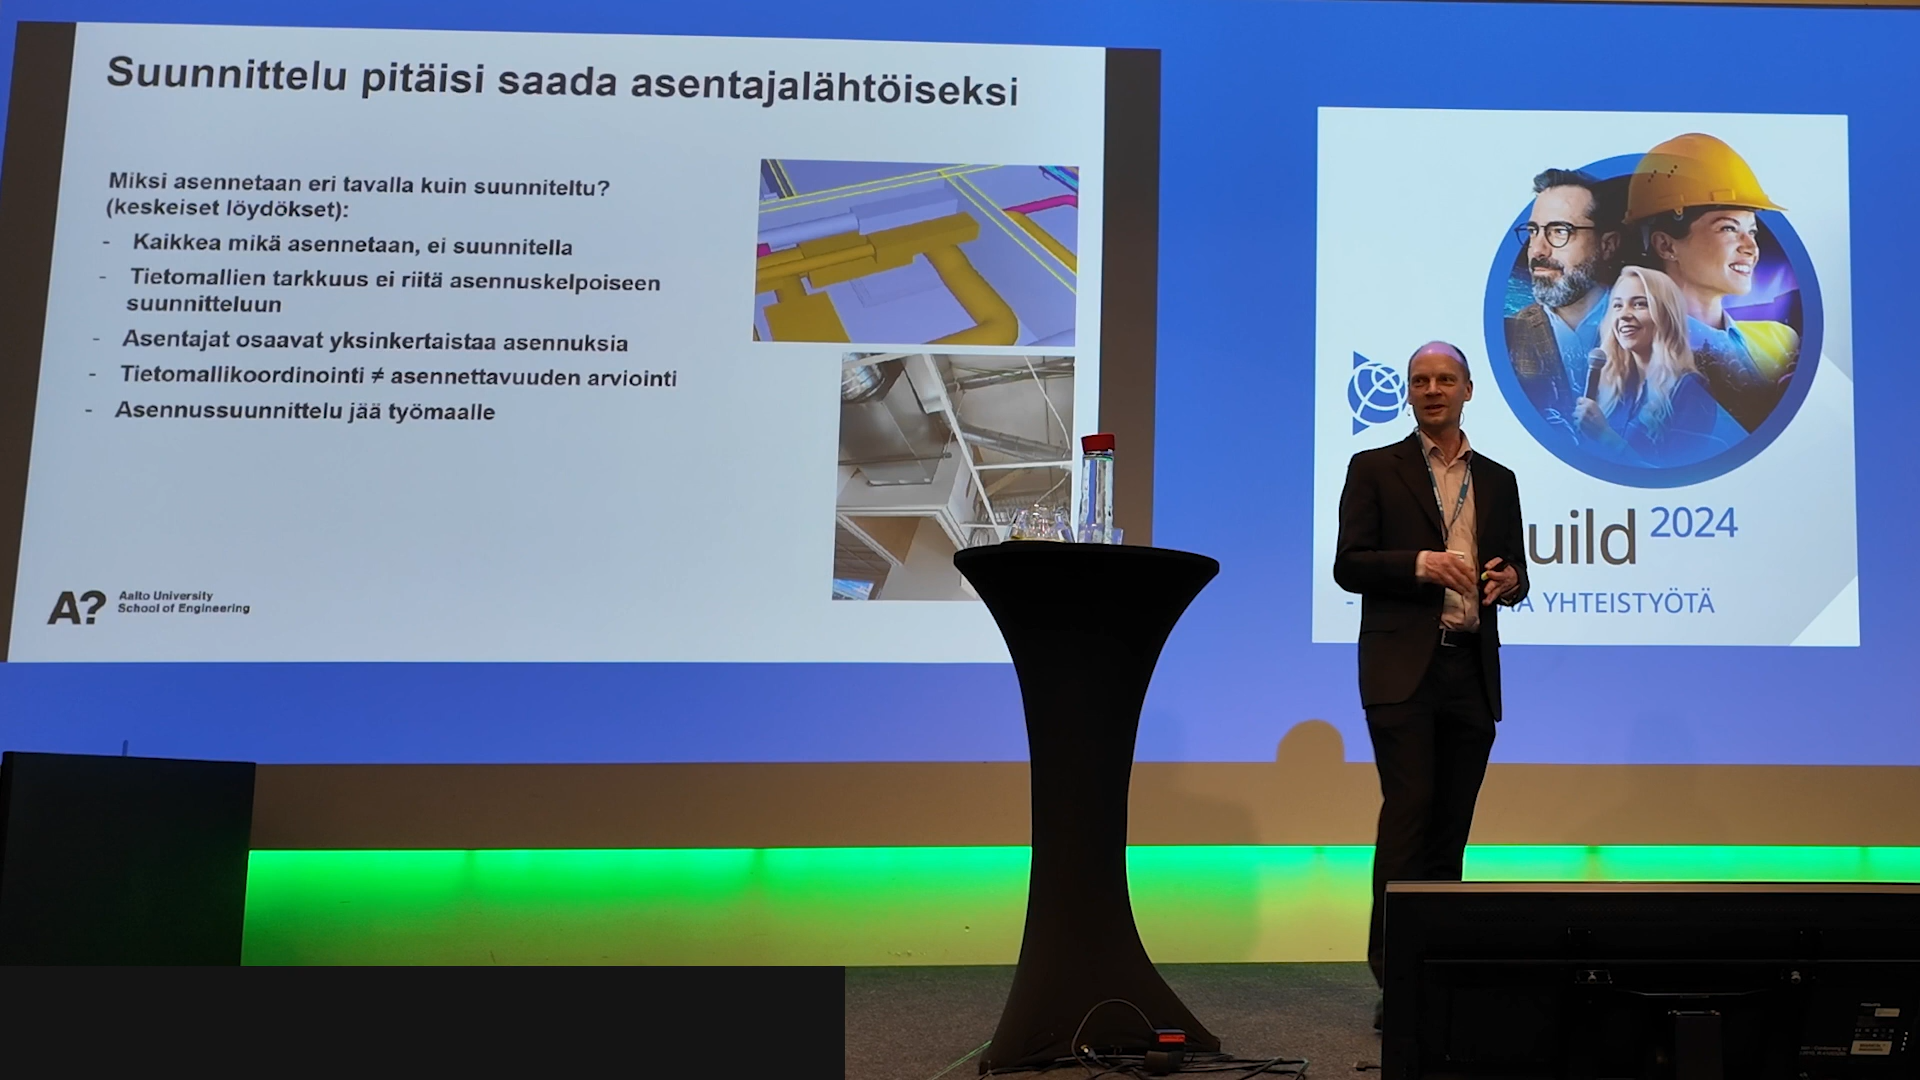 Suunnittelu pitäisi saada asentajalähtöiseksi
Miksi asennetaan eri tavalla kuin suunniteltu?
(keskeiset löydökset):
- Kaikkea mikä asennetaan, ei suunnitella
- Tietomallien tarkkuus ei riitä asennuskelpoiseen
suunnitteluun
- Asentajat osaavat yksinkertaistaa asennuksia
- Tietomallikoordinointi ≠ asennettavuuden arviointi
- Asennussuunnittelu jää työmaalle
A?
Aalto University
School of Engineering
uild 2024
- AA YHTEISTYÖTÄ